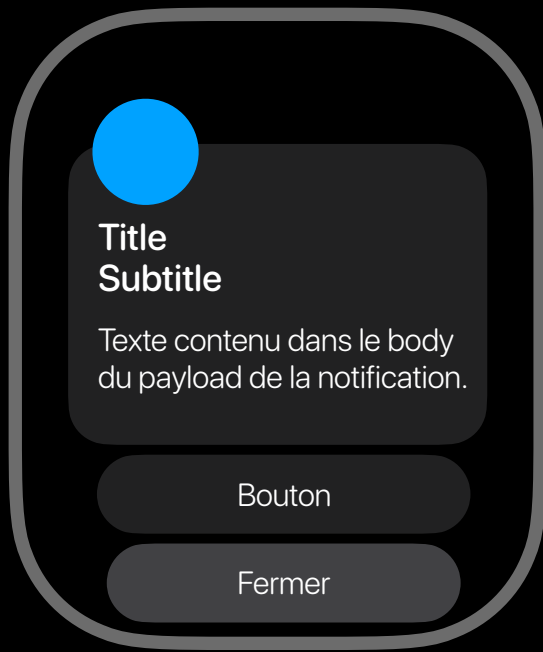 Title
Subtitle
Texte contenu dans le body
du payload de la notification.
Bouton
Fermer